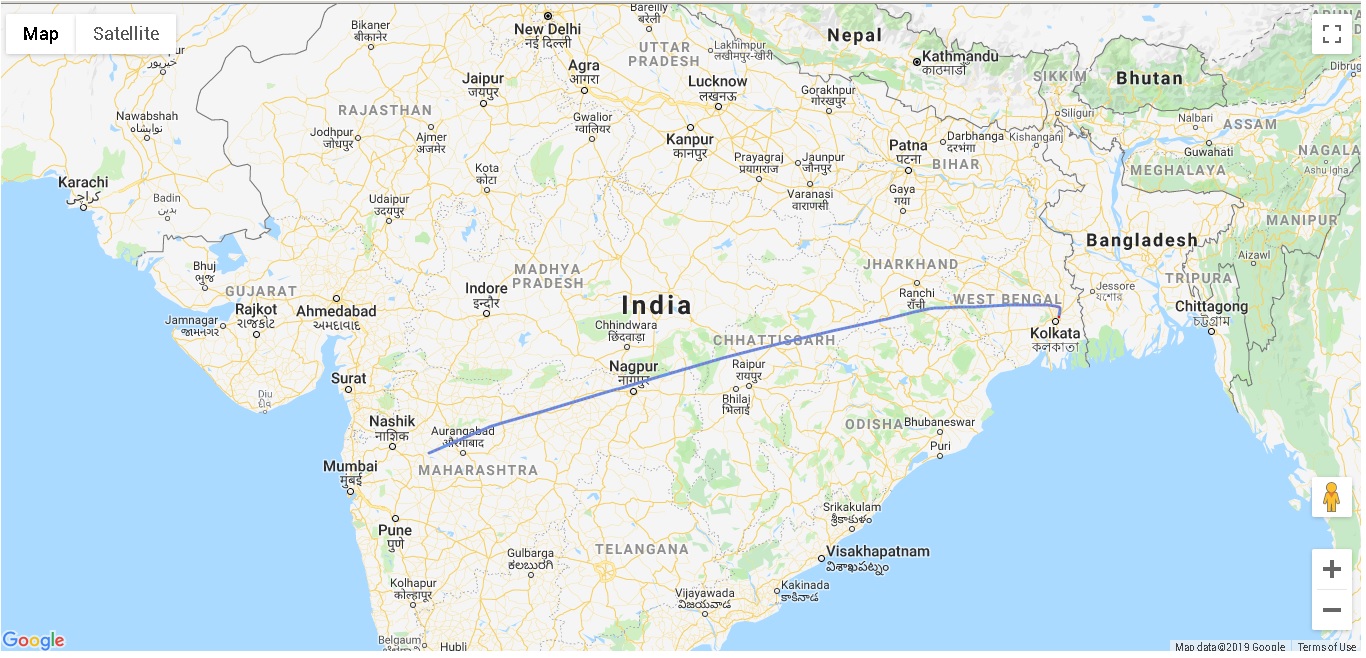 Map
Satellite
Bikaner
बीकानेर
New Delhi
नई दिल्ली
Bareilly
बरेली
UTTAR
PRADESH
Lakhimpur
लखीमपुर-खीरी
Nepal
Kathmandu
काठमाडौं
SIKKIM
Bhutan
Dibrug
Jaipur
जयपुर
Agra
आगरा
Lucknow
लखनऊ
Gorakhpur
गोरखपुर
Siliguri
Nalbari
ASSAM
Nawabshah
نوابشاه
RAJASTHAN
Jodhpur
जोधपुर
Ajmer
अजमेर
Gwalior
ग्वालियर
Kanpur
कानपुर
Patna
पटना
Darbhanga
दरभंगा
Kishanganj
BIHAR
Guwahati
NAGALA
MEGHALAYA
Karachi
کراچی
Badin
بدین
Kota
कोटा
Prayagraj
प्रयागराज
Jaunpur
जौनपुर
Varanasi
वाराणसी
Gaya
गया
Udaipur
उदयपुर
MANIPUR
Bangladesh
Aizawl
Bhuj
ભુજ
GUJARAT
MADHYA
PRADESH
JHARKHAND
TRIPURA
Rajkot
રાજકોટ
Ahmedabad
અમદાવાદ
Jamnagar
જામનગર
Indore
इन्दौर
India
Ranchi
राँची
WEST BENGAL
Jessore
যশোর
Chittagong
চট্টগ্রাম
Chhindwara
छिंदवाड़ा
CHHATTISGARH
Kolkata
কলকাতা
Surat
Nagpur
नागपुर
Raipur
रायपुर
Diu
દીવ
Bhilai
भिलाई
Nashik
नाशिक
Aurangabad
औरंगाबाद
ODISHA
Bhubaneswar
Puri
Mumbai
मुंबई
MAHARASHTRA
Pune
पुणे
Srikakulam
శ్రీకాకుళం
TELANGANA
Visakhapatnam
విశాఖపట్నం
Gulbarga
ಕಲಬುರಗಿ
Kolhapur
कोल्हापूर
Vijayawada
విజయవాడ
Kakinada
కాకినాడ
Belgaum
Hubli
Google
Map data ©2019 Google
Terms of Use